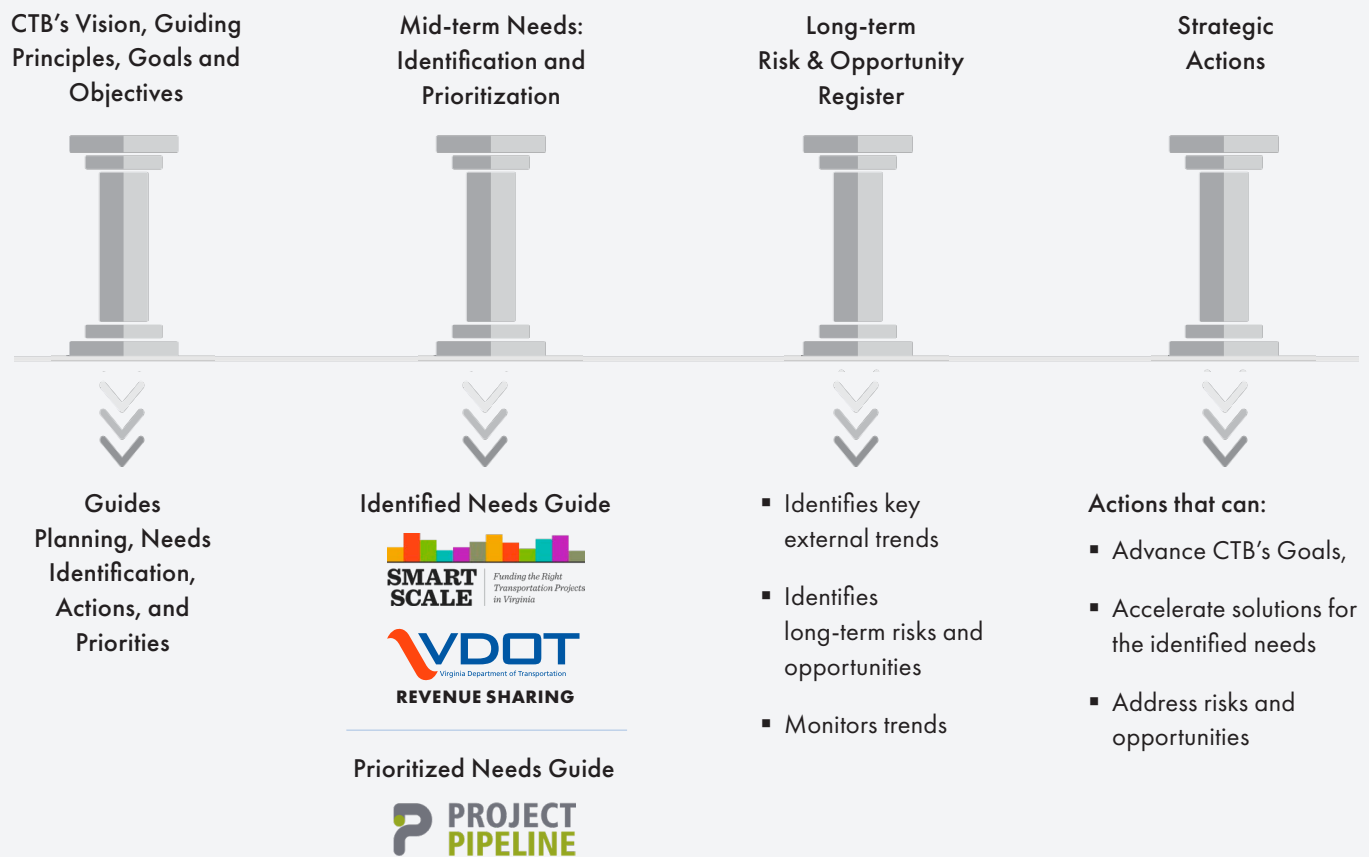 CTB's Vision, Guiding
Principles, Goals and
Objectives
Mid-term Needs:
Identification and
Prioritization
Long-term
Risk & Opportunity
Register
Strategic
Actions
Guides
Planning, Needs
Identification,
Actions, and
Priorities
Identified Needs Guide
SMART
SCALE
Funding the Right
Transportation Projects
in Virginia
VDOT
Virginia Department of Transportation
REVENUE SHARING
Prioritized Needs Guide
PROJECT
PIPELINE
▪ Identifies key
external trends
▪ Identifies
long-term risks and
opportunities
▪ Monitors trends
Actions that can:
▪ Advance CTB's Goals,
▪ Accelerate solutions for
the identified needs
▪ Address risks and
opportunities